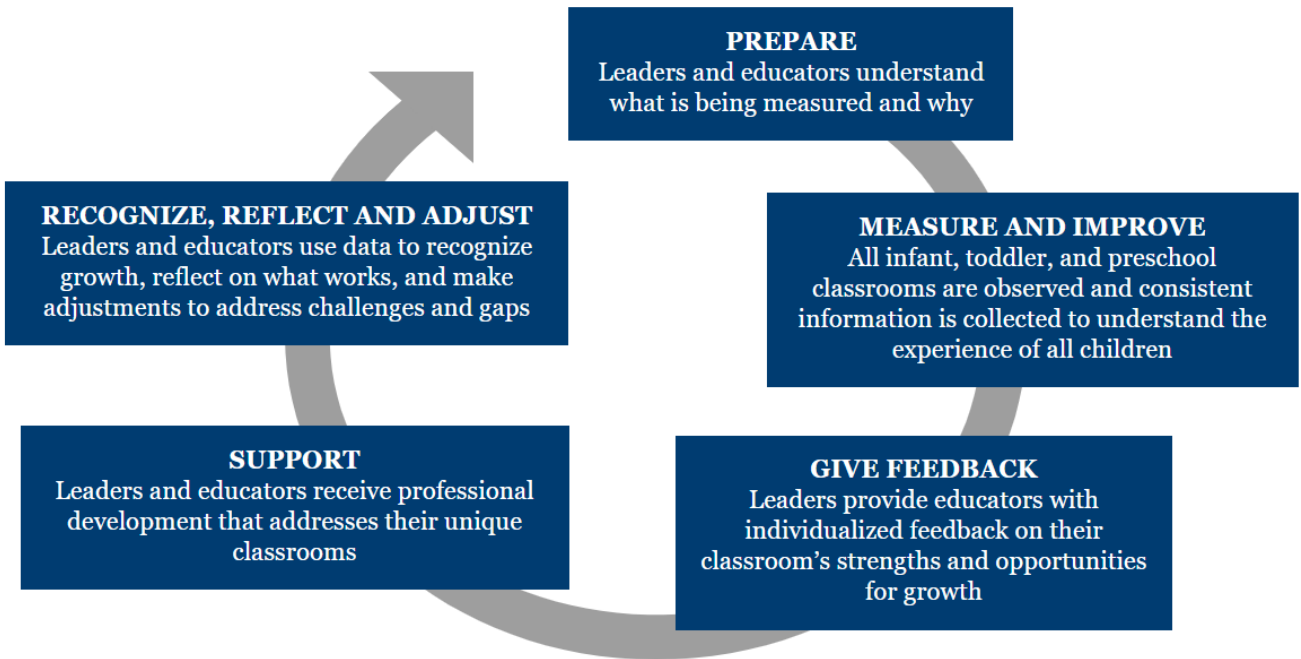 PREPARE
Leaders and educators understand
what is being measured and why
MEASURE AND IMPROVE
All infant, toddler, and preschool
classrooms are observed and consistent
information is collected to understand the
experience of all children
GIVE FEEDBACK
Leaders provide educators with
individualized feedback on their
classroom’s strengths and opportunities
for growth
SUPPORT
Leaders and educators receive professional
development that addresses their unique
classrooms
RECOGNIZE, REFLECT AND ADJUST
Leaders and educators use data to recognize
growth, reflect on what works, and make
adjustments to address challenges and gaps